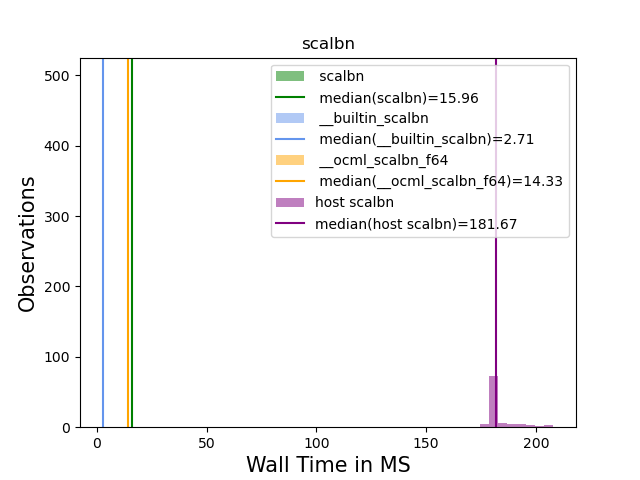 scalbn
scalbn
median(scalbn)=15.96
__builtin_scalbn
median(__builtin_scalbn)=2.71
__ocml_scalbn_f64
median(__ocml_scalbn_f64)=14.33
host scalbn
median(host scalbn)=181.67
Observations
500
400
300
200
100
0
0 50 100 150 200
Wall Time in MS